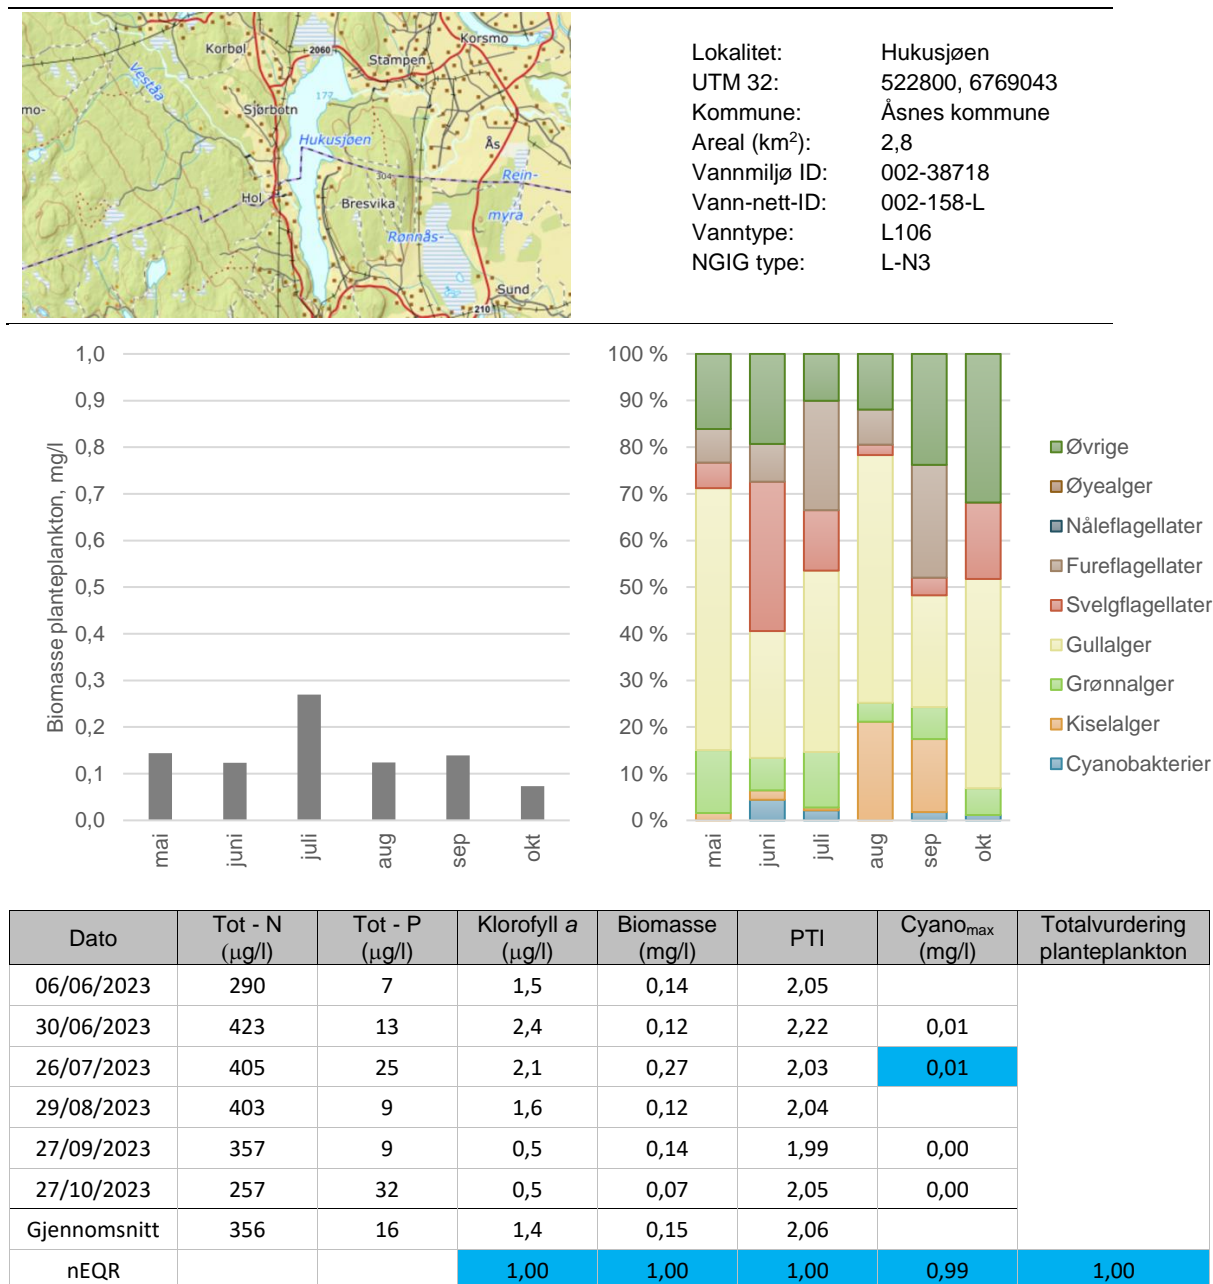 Korbøl
2060
Korsmo
Stampen
Veståa
177
mo-
Sjørbotn
Hukusjøen
Ås
304
Rein-
myra
Hol
Bresvika
Rønnås-
Sund
210
Lokalitet: Hukusjøen
UTM 32: 522800, 6769043
Kommune: Åsnes kommune
Areal (km²): 2,8
Vannmiljø ID: 002-38718
Vann-nett-ID: 002-158-L
Vanntype: L106
NGIG type: L-N3
Biomasse planteplankton, mg/l
1,0
0,9
0,8
0,7
0,6
0,5
0,4
0,3
0,2
0,1
0,0
mai juni juli aug sep okt
100 %
90 %
80 %
70 %
60 %
50 %
40 %
30 %
20 %
10 %
0 %
mai juni juli aug sep okt
Øvrige
Øyealger
Nåleflagellater
Fureflagellater
Svelgflagellater
Gullalger
Grønnalger
Kiselalger
Cyanobakterier
Dato Tot - N (µg/l) Tot - P (µg/l) Klorofyll a (µg/l) Biomasse (mg/l) PTI Cyanomax (mg/l) Totalvurdering planteplankton
06/06/2023 290 7 1,5 0,14 2,05
30/06/2023 423 13 2,4 0,12 2,22 0,01
26/07/2023 405 25 2,1 0,27 2,03 0,01
29/08/2023 403 9 1,6 0,12 2,04
27/09/2023 357 9 0,5 0,14 1,99 0,00
27/10/2023 257 32 0,5 0,07 2,05 0,00
Gjennomsnitt 356 16 1,4 0,15 2,06
nEQR 1,00 1,00 1,00 0,99 1,00